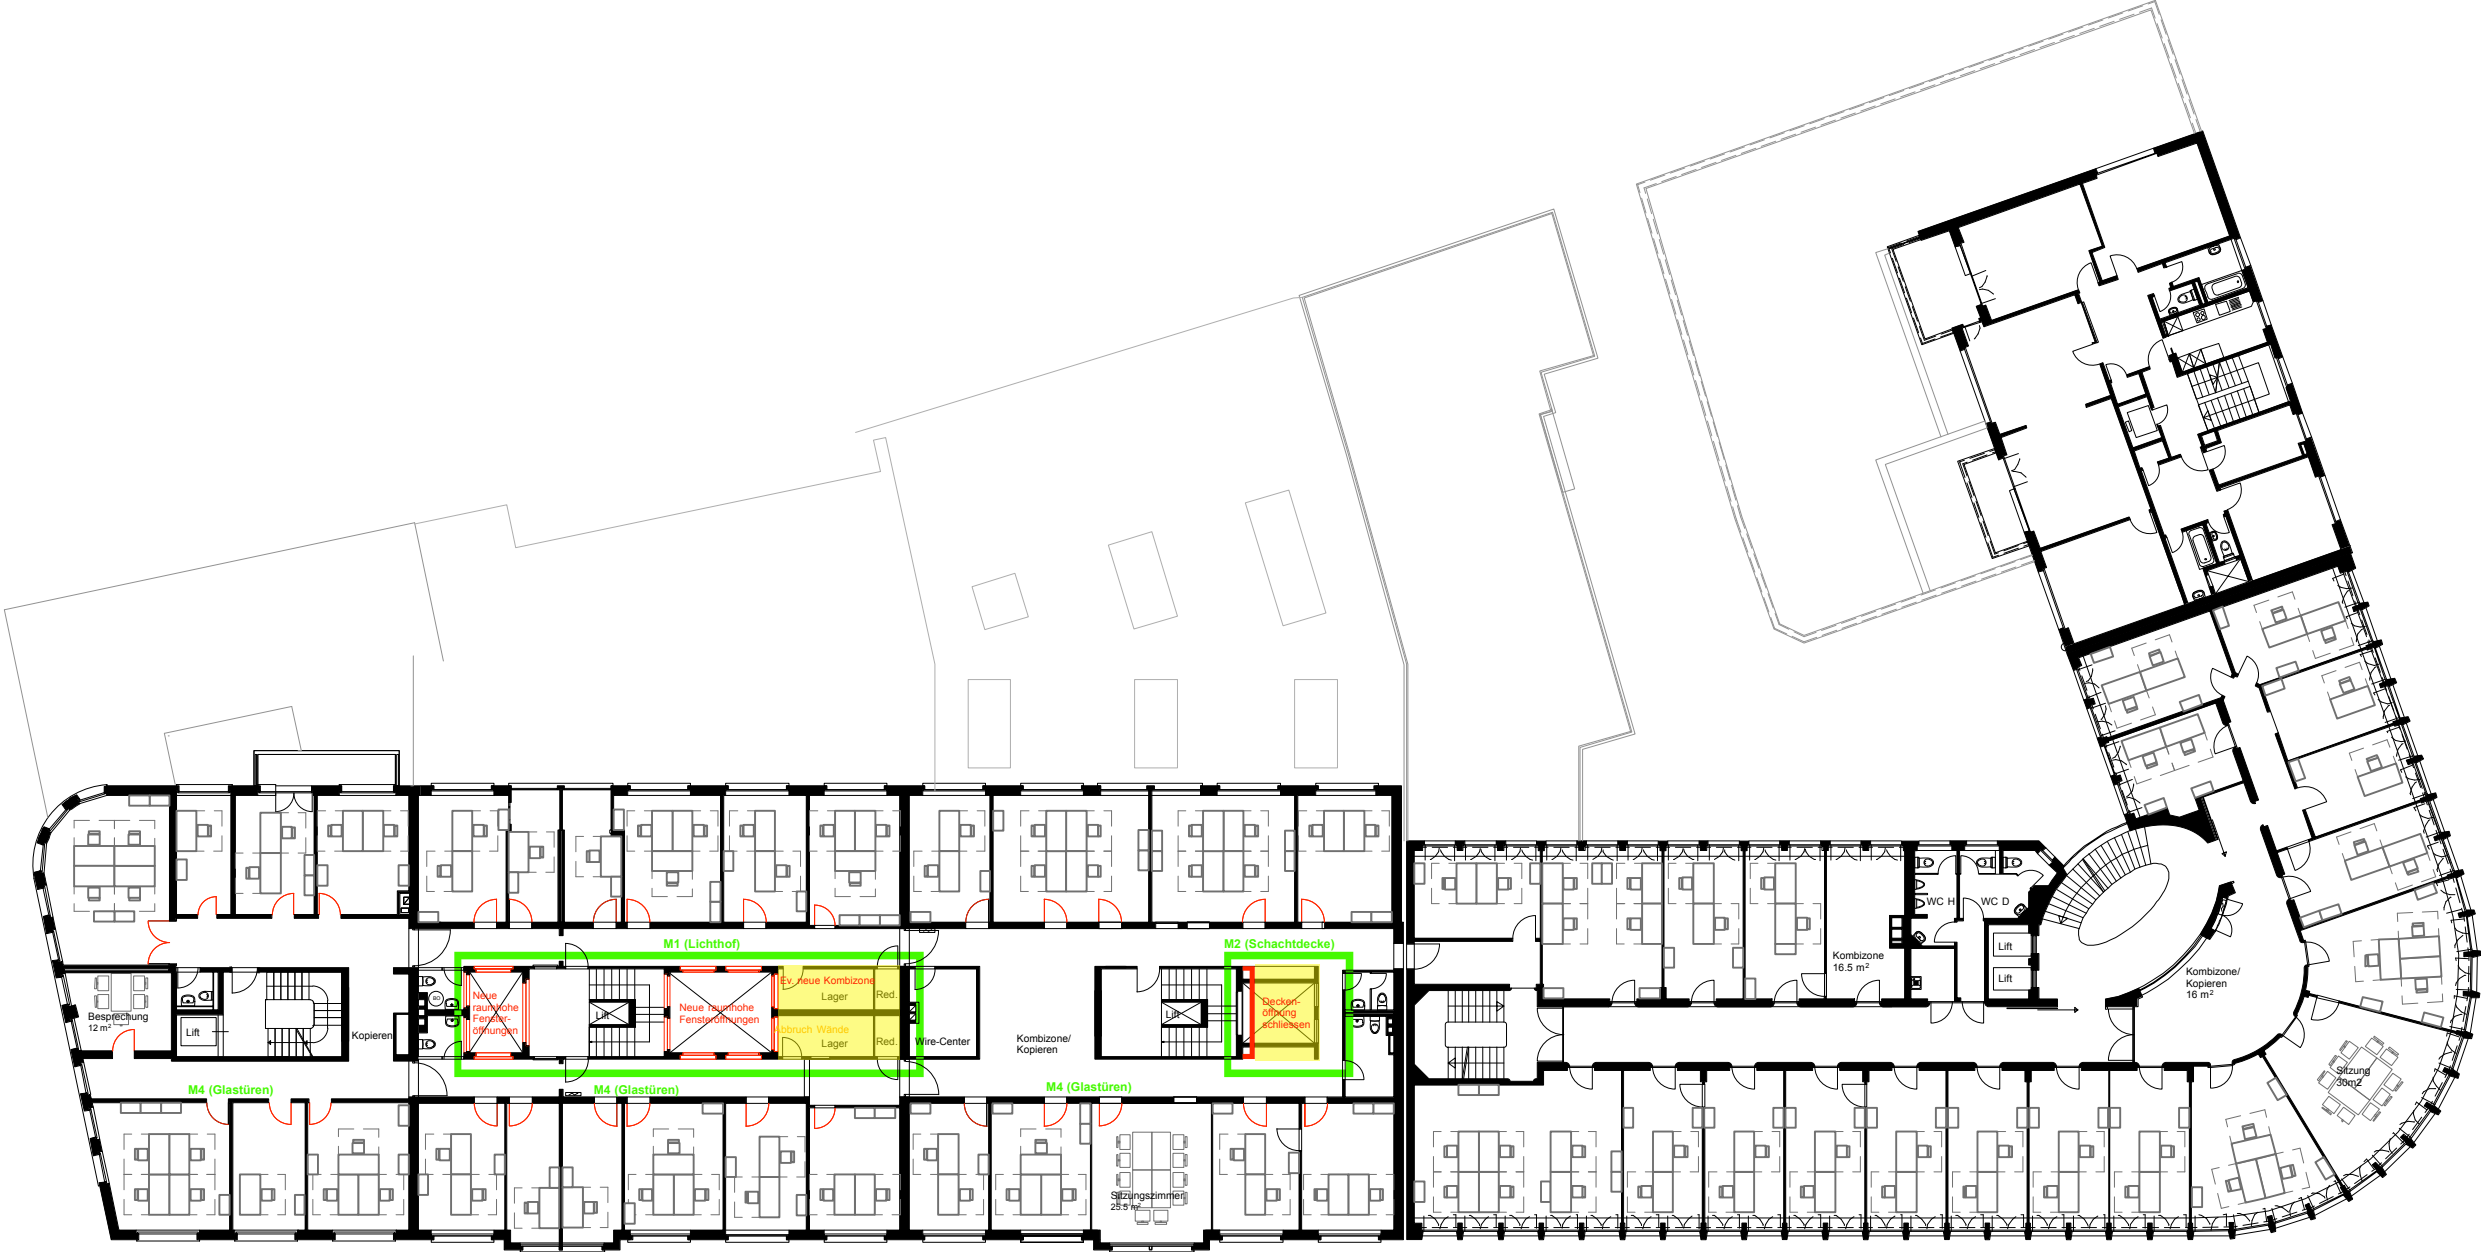 M1 (Lichthof)
M2 (Schachtdecke)
WC H
WC D
Lift
Lift
Kombizone
16.5 m²
Kombizone/
Kopieren
16 m²
Ev. neue Kombizone
Lager
Red.
Neue
raumhohe
Fenster-
öffnungen
Neue raumhohe
Fensteröffnungen
Lift
BO
Abbruch Wände
Lager
Red.
Wire-Center
Kombizone/
Kopieren
Lift
Decken-
öffnung
schliessen
Besprechung
12 m²
Lift
Kopieren
M4 (Glastüren)
M4 (Glastüren)
M4 (Glastüren)
Sitzung
30m2
Sitzungszimmer
25.5 m²